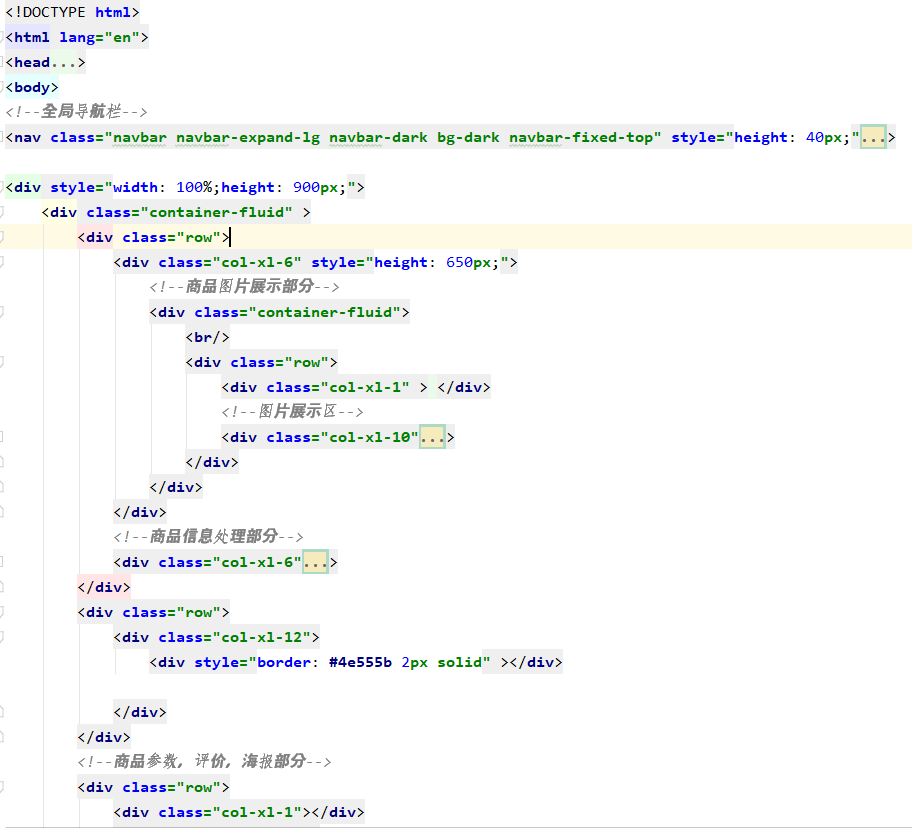 <!DOCTYPE html>
<html lang="en">
<head...>
<body>
<!--全局导航栏-->
<nav class="navbar navbar-expand-lg navbar-dark bg-dark navbar-fixed-top" style="height: 40px;"...>
<div style="width: 100%;height: 900px;">
<div class="container-fluid" >
<div class="row">
<div class="col-xl-6" style="height: 650px;">
<!--商品图片展示部分-->
<div class="container-fluid">
<br/>
<div class="row">
<div class="col-xl-1" > </div>
<!--图片展示区-->
<div class="col-xl-10"...>
</div>
</div>
</div>
<!--商品信息处理部分-->
<div class="col-xl-6"...>
</div>
<div class="row">
<div class="col-xl-12">
<div style="border: #4e555b 2px solid" ></div>
</div>
</div>
<!--商品参数，评价，海报部分-->
<div class="row">
<div class="col-xl-1"></div>